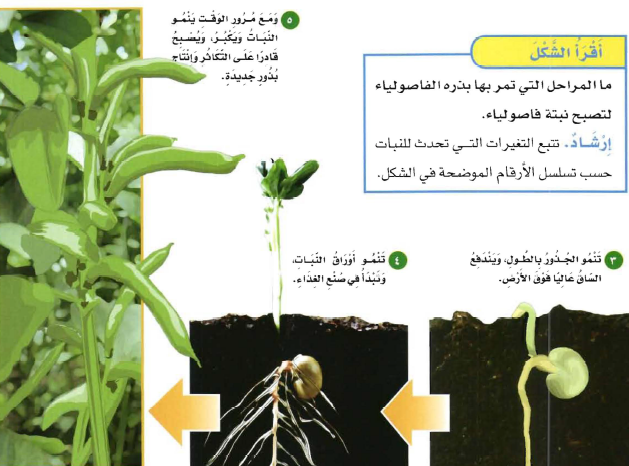 أَقْرَأُ الشَّكْلَ
ما المراحل التي تمر بها بذره الفاصولياء
لتصبح نبتة فاصولياء.
إِرْشَادٌ. تتبع التغيرات التي تحدث للنبات
حسب تسلسل الأرقام الموضحة في الشكل.
٣ تَنْمُو الجُذُورُ بِالطُولِ، وَيَنْدَفِعُ
السَّاقُ عَالِيًا فَوْقَ الأَرْضِ.
٤ تَنْمُو أَوْرَاقُ النَّبَاتِ،
وَتَبْدَأُ فِي صُنْعِ الغِذَاءِ.
٥ وَمَعَ مُرُورِ الوَقْتِ يَنْمُو
النَّبَاتُ وَيَكْبُرُ، وَيُصْبِحُ
قَادِرًا عَلَى التَّكَاثُرِ وَإِنْتَاجِ
بُذُورٍ جَدِيدَةٍ.